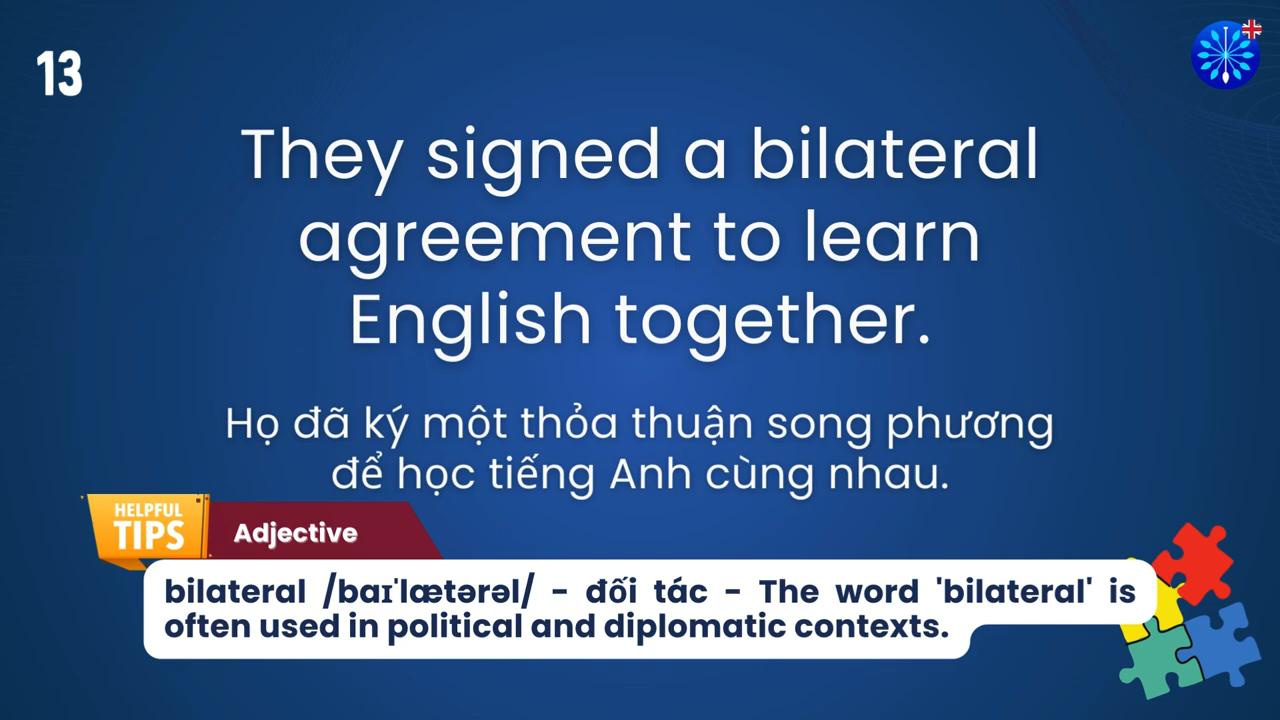 13
They signed a bilateral
agreement to learn
English together.
Họ đã ký một thỏa thuận song phương
để học tiếng Anh cùng nhau.
HELPFUL
TIPS
Adjective
bilateral /baɪˈlætərəl/ - đối tác - The word 'bilateral' is
often used in political and diplomatic contexts.